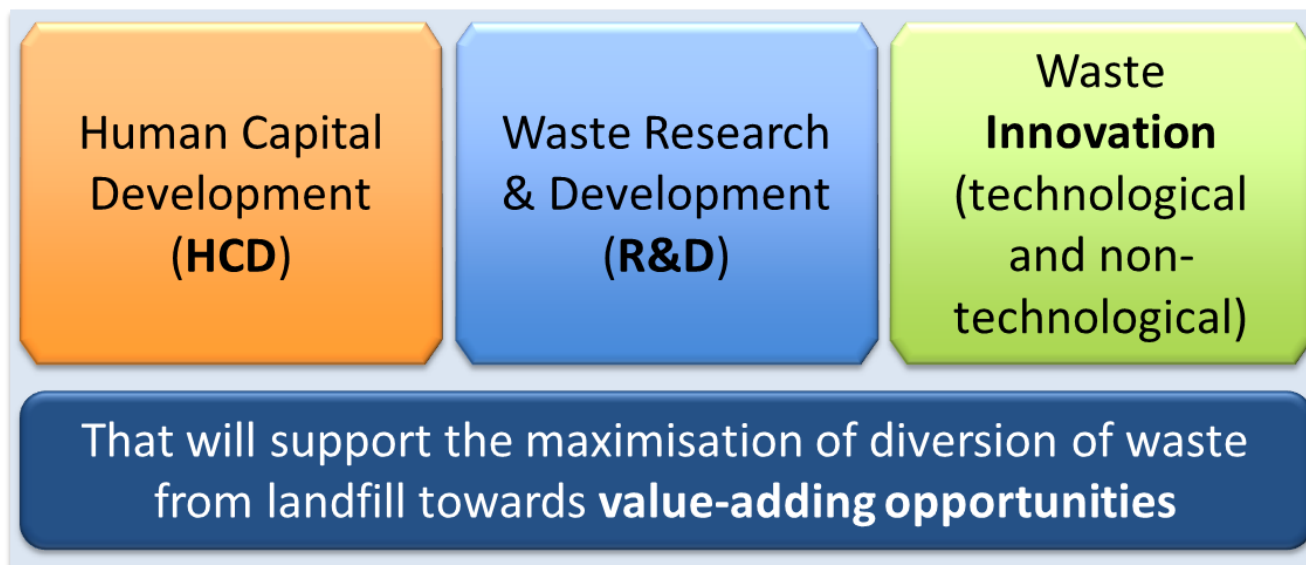 Human Capital
Development
(HCD)
Waste Research
& Development
(R&D)
Waste
Innovation
(technological
and non-
technological)
That will support the maximisation of diversion of waste
from landfill towards value-adding opportunities